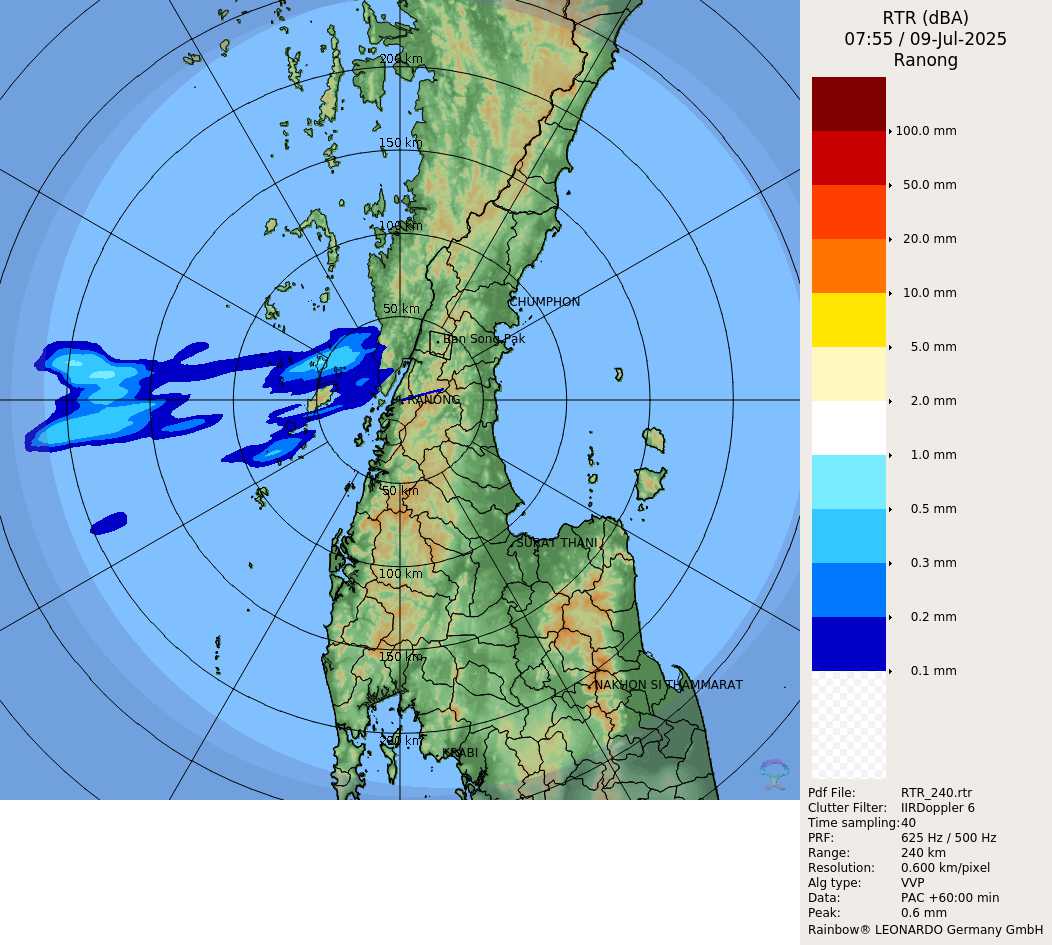 RTR (dBA)
07:55 / 09-Jul-2025
Ranong
200 km
150 km
100 km
50 km
CHUMPHON
Ban Song Pak
RANONG
50 km
SURAT THANI
100 km
150 km
NAKHON SI THAMMARAT
200 km
KRABI
100.0 mm
50.0 mm
20.0 mm
10.0 mm
5.0 mm
2.0 mm
1.0 mm
0.5 mm
0.3 mm
0.2 mm
0.1 mm
Pdf File: RTR_240.rtr
Clutter Filter: IIRDoppler 6
Time sampling:40
PRF: 625 Hz / 500 Hz
Range: 240 km
Resolution: 0.600 km/pixel
Alg type: VVP
Data: PAC +60:00 min
Peak: 0.6 mm
Rainbow® LEONARDO Germany GmbH